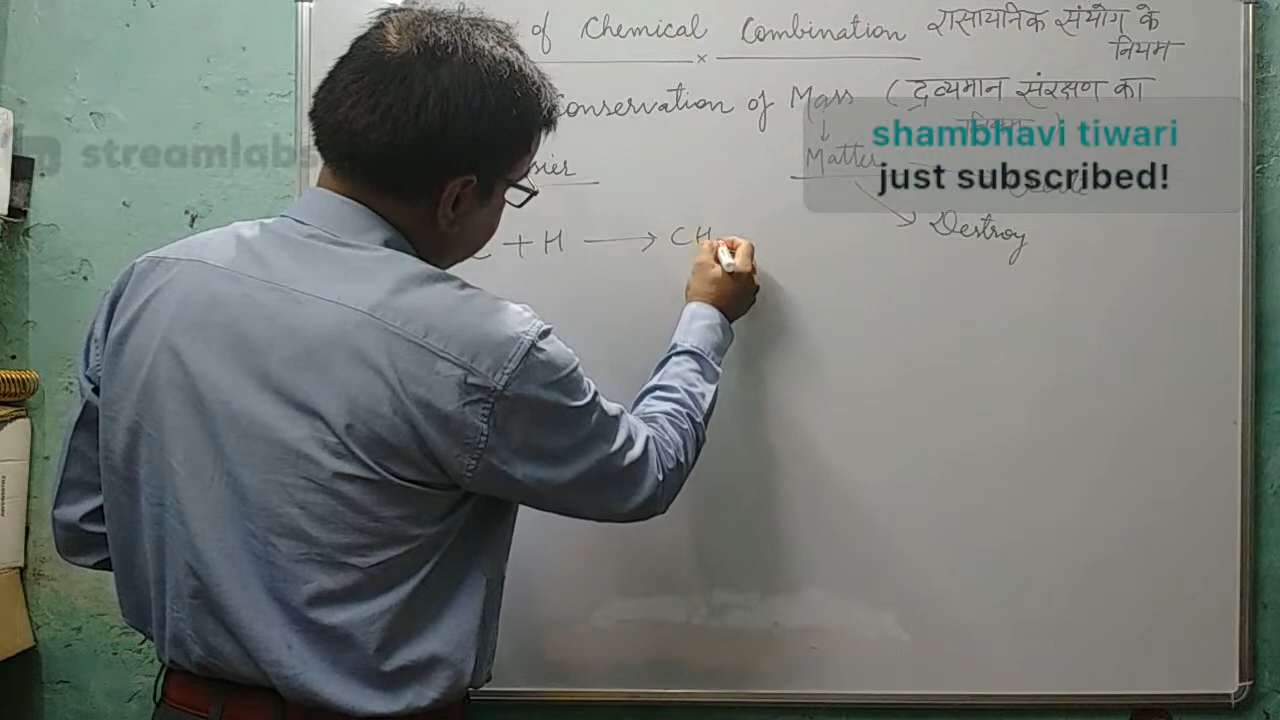 of Chemical Combination रासायनिक संयोग के
नियम
Conservation of Mass (द्रव्यमान संरक्षण का
shambhavi tiwari
just subscribed!
streamlabs
Matter
Destroy
C + H ⟶ CH